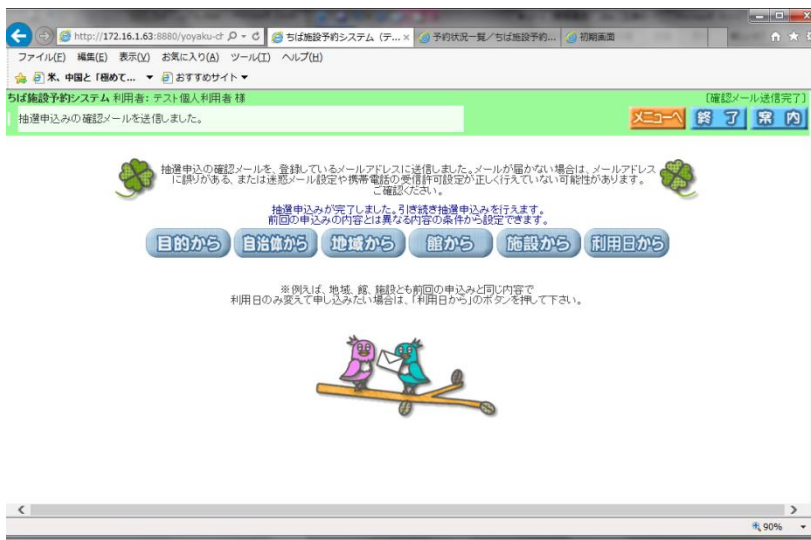 http://172.16.1.63:8880/yoyaku-ch
ちば施設予約システム (テ...
予約状況一覧／ちば施設予約...
初期画面
ファイル(F) 編集(E) 表示(V) お気に入り(A) ツール(T) ヘルプ(H)
米、中国と「極めて... おすすめサイト
ちば施設予約システム 利用者: テスト個人利用者 様
〔確認メール送信完了〕
抽選申込みの確認メールを送信しました。
メニューへ 終了 案内
抽選申込の確認メールを、登録しているメールアドレスに送信しました。メールが届かない場合は、メールアドレス
に誤りがある、または迷惑メール設定や携帯電話の受信許可設定が正しく行えていない可能性があります。
ご確認ください。
抽選申込みが完了しました。引き続き抽選申込みを行えます。
前回の申込みの内容とは異なる内容の条件から設定できます。
目的から 自治体から 地域から 館から 施設から 利用日から
※例えば、地域、館、施設とも前回の申込みと同じ内容で
利用日のみ変えて申し込みたい場合は、「利用日から」のボタンを押して下さい。
90%